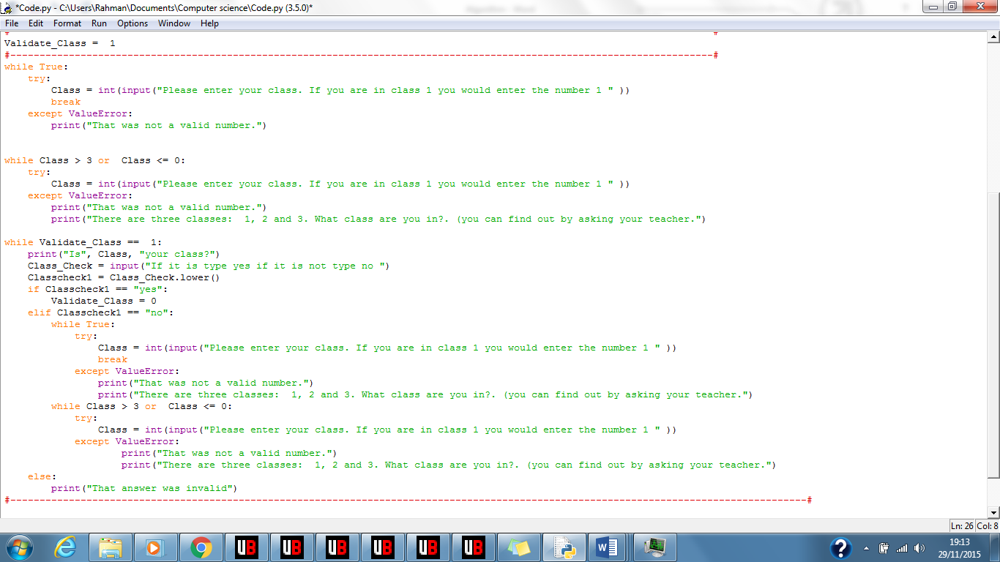 *Code.py - C:\Users\Rahman\Documents\Computer science\Code.py (3.5.0)*
File Edit Format Run Options Window Help
Validate_Class =  1
#------------------------------------------------------------------------------------------------------------------------#
while True:
    try:
        Class = int(input("Please enter your class. If you are in class 1 you would enter the number 1 " ))
        break
    except ValueError:
        print("That was not a valid number.")
while Class > 3 or  Class <= 0:
    try:
        Class = int(input("Please enter your class. If you are in class 1 you would enter the number 1 " ))
    except ValueError:
        print("That was not a valid number.")
        print("There are three classes:  1, 2 and 3. What class are you in?. (you can find out by asking your teacher.")
while Validate_Class ==  1:
    print("Is", Class, "your class?")
    Class_Check = input("If it is type yes if it is not type no ")
    Classcheck1 = Class_Check.lower()
    if Classcheck1 == "yes":
        Validate_Class = 0
    elif Classcheck1 == "no":
        while True:
            try:
                Class = int(input("Please enter your class. If you are in class 1 you would enter the number 1 " ))
                break
            except ValueError:
                print("That was not a valid number.")
                print("There are three classes:  1, 2 and 3. What class are you in?. (you can find out by asking your teacher.")
        while Class > 3 or  Class <= 0:
            try:
                Class = int(input("Please enter your class. If you are in class 1 you would enter the number 1 " ))
            except ValueError:
                    print("That was not a valid number.")
                    print("There are three classes:  1, 2 and 3. What class are you in?. (you can find out by asking your teacher.")
    else:
        print("That answer was invalid")
#----------------------------------------------------------------------------------------------------------------------------------------#
Ln: 26 Col: 8
UB UB UB UB UB UB W ?
19:13
29/11/2015